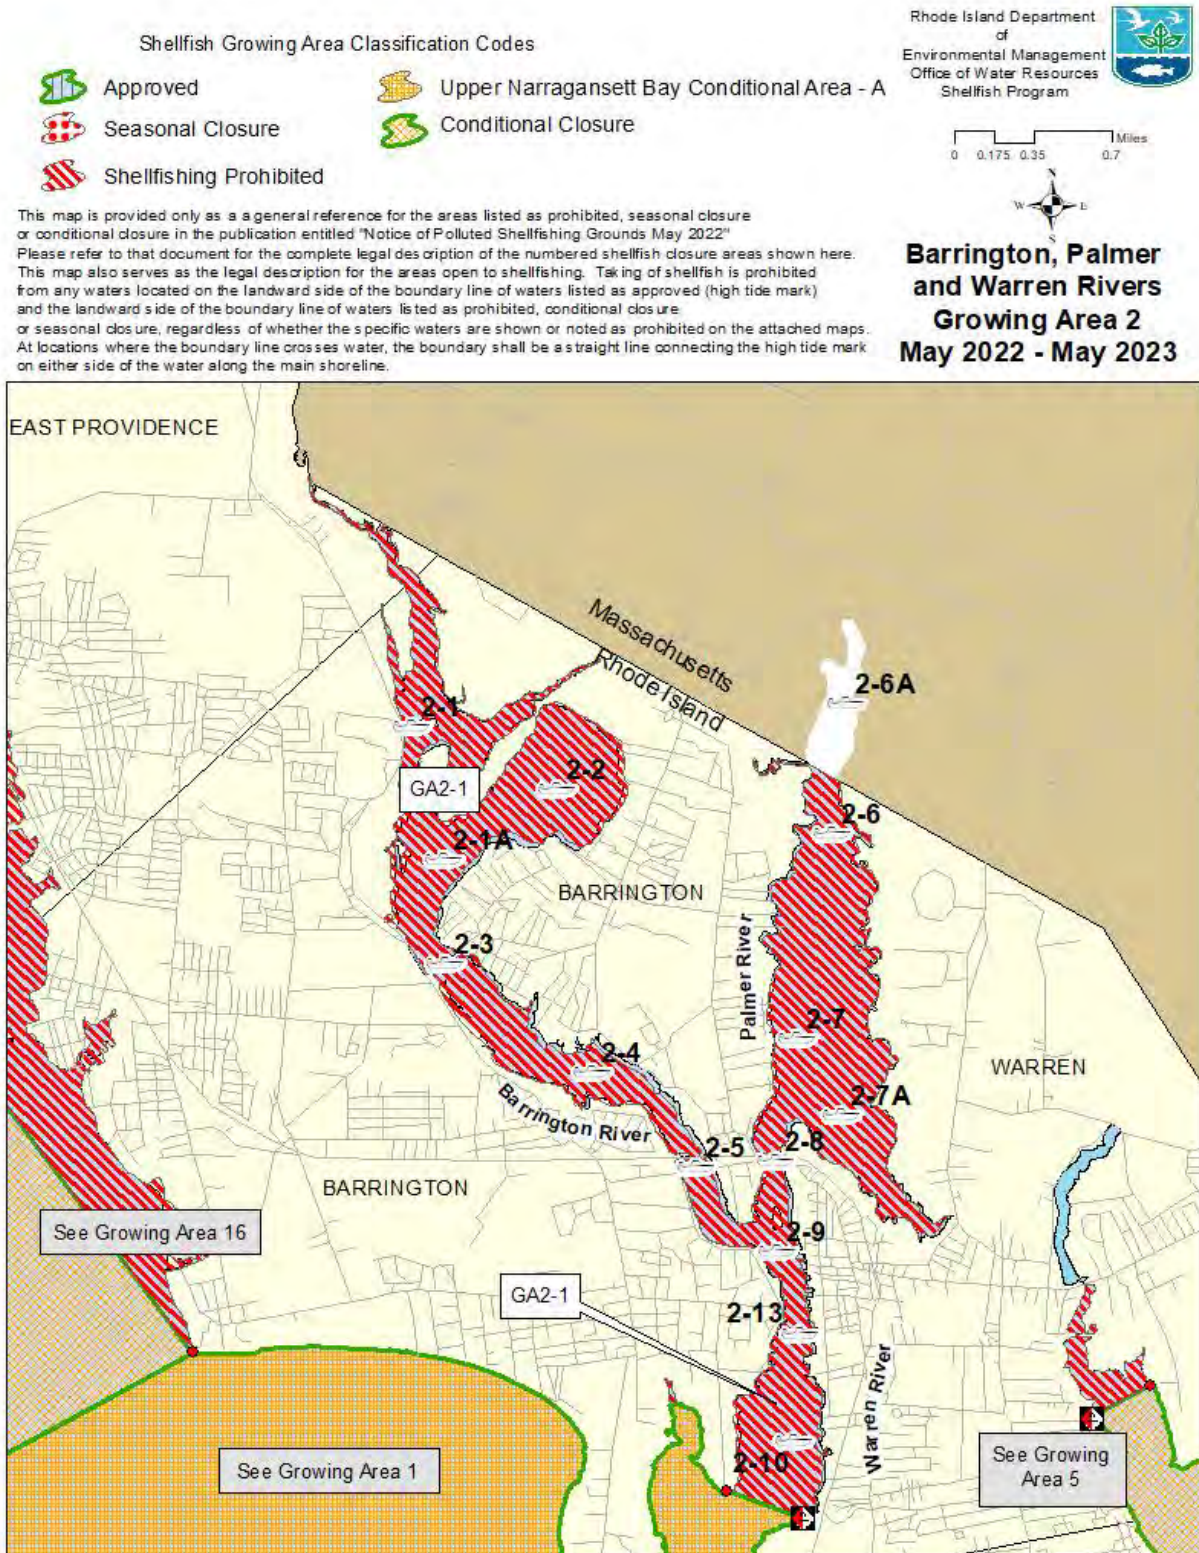 Shellfish Growing Area Classification Codes
Approved
Seasonal Closure
Shellfishing Prohibited
Upper Narragansett Bay Conditional Area - A
Conditional Closure
Rhode Island Department
of
Environmental Management
Office of Water Resources
Shellfish Program
Miles
0 0.175 0.35 0.7
N
W E
S
This map is provided only as a a general reference for the areas listed as prohibited, seasonal closure
or conditional closure in the publication entitled "Notice of Polluted Shellfishing Grounds May 2022"
Please refer to that document for the complete legal description of the numbered shellfish closure areas shown here.
This map also serves as the legal description for the areas open to shellfishing. Taking of shellfish is prohibited
from any waters located on the landward side of the boundary line of waters listed as approved (high tide mark)
and the landward side of the boundary line of waters listed as prohibited, conditional closure
or seasonal closure, regardless of whether the specific waters are shown or noted as prohibited on the attached maps.
At locations where the boundary line crosses water, the boundary shall be a straight line connecting the high tide mark
on either side of the water along the main shoreline.
Barrington, Palmer
and Warren Rivers
Growing Area 2
May 2022 - May 2023
EAST PROVIDENCE
Massachusetts
Rhode Island
2-6A
2-1
2-2
GA2-1
2-6
2-1A
BARRINGTON
2-3
Palmer River
2-7
2-4
WARREN
2-7A
Barrington River
2-5
2-8
BARRINGTON
See Growing Area 16
2-9
GA2-1
2-13
Warren River
See Growing Area 1
2-10
See Growing
Area 5